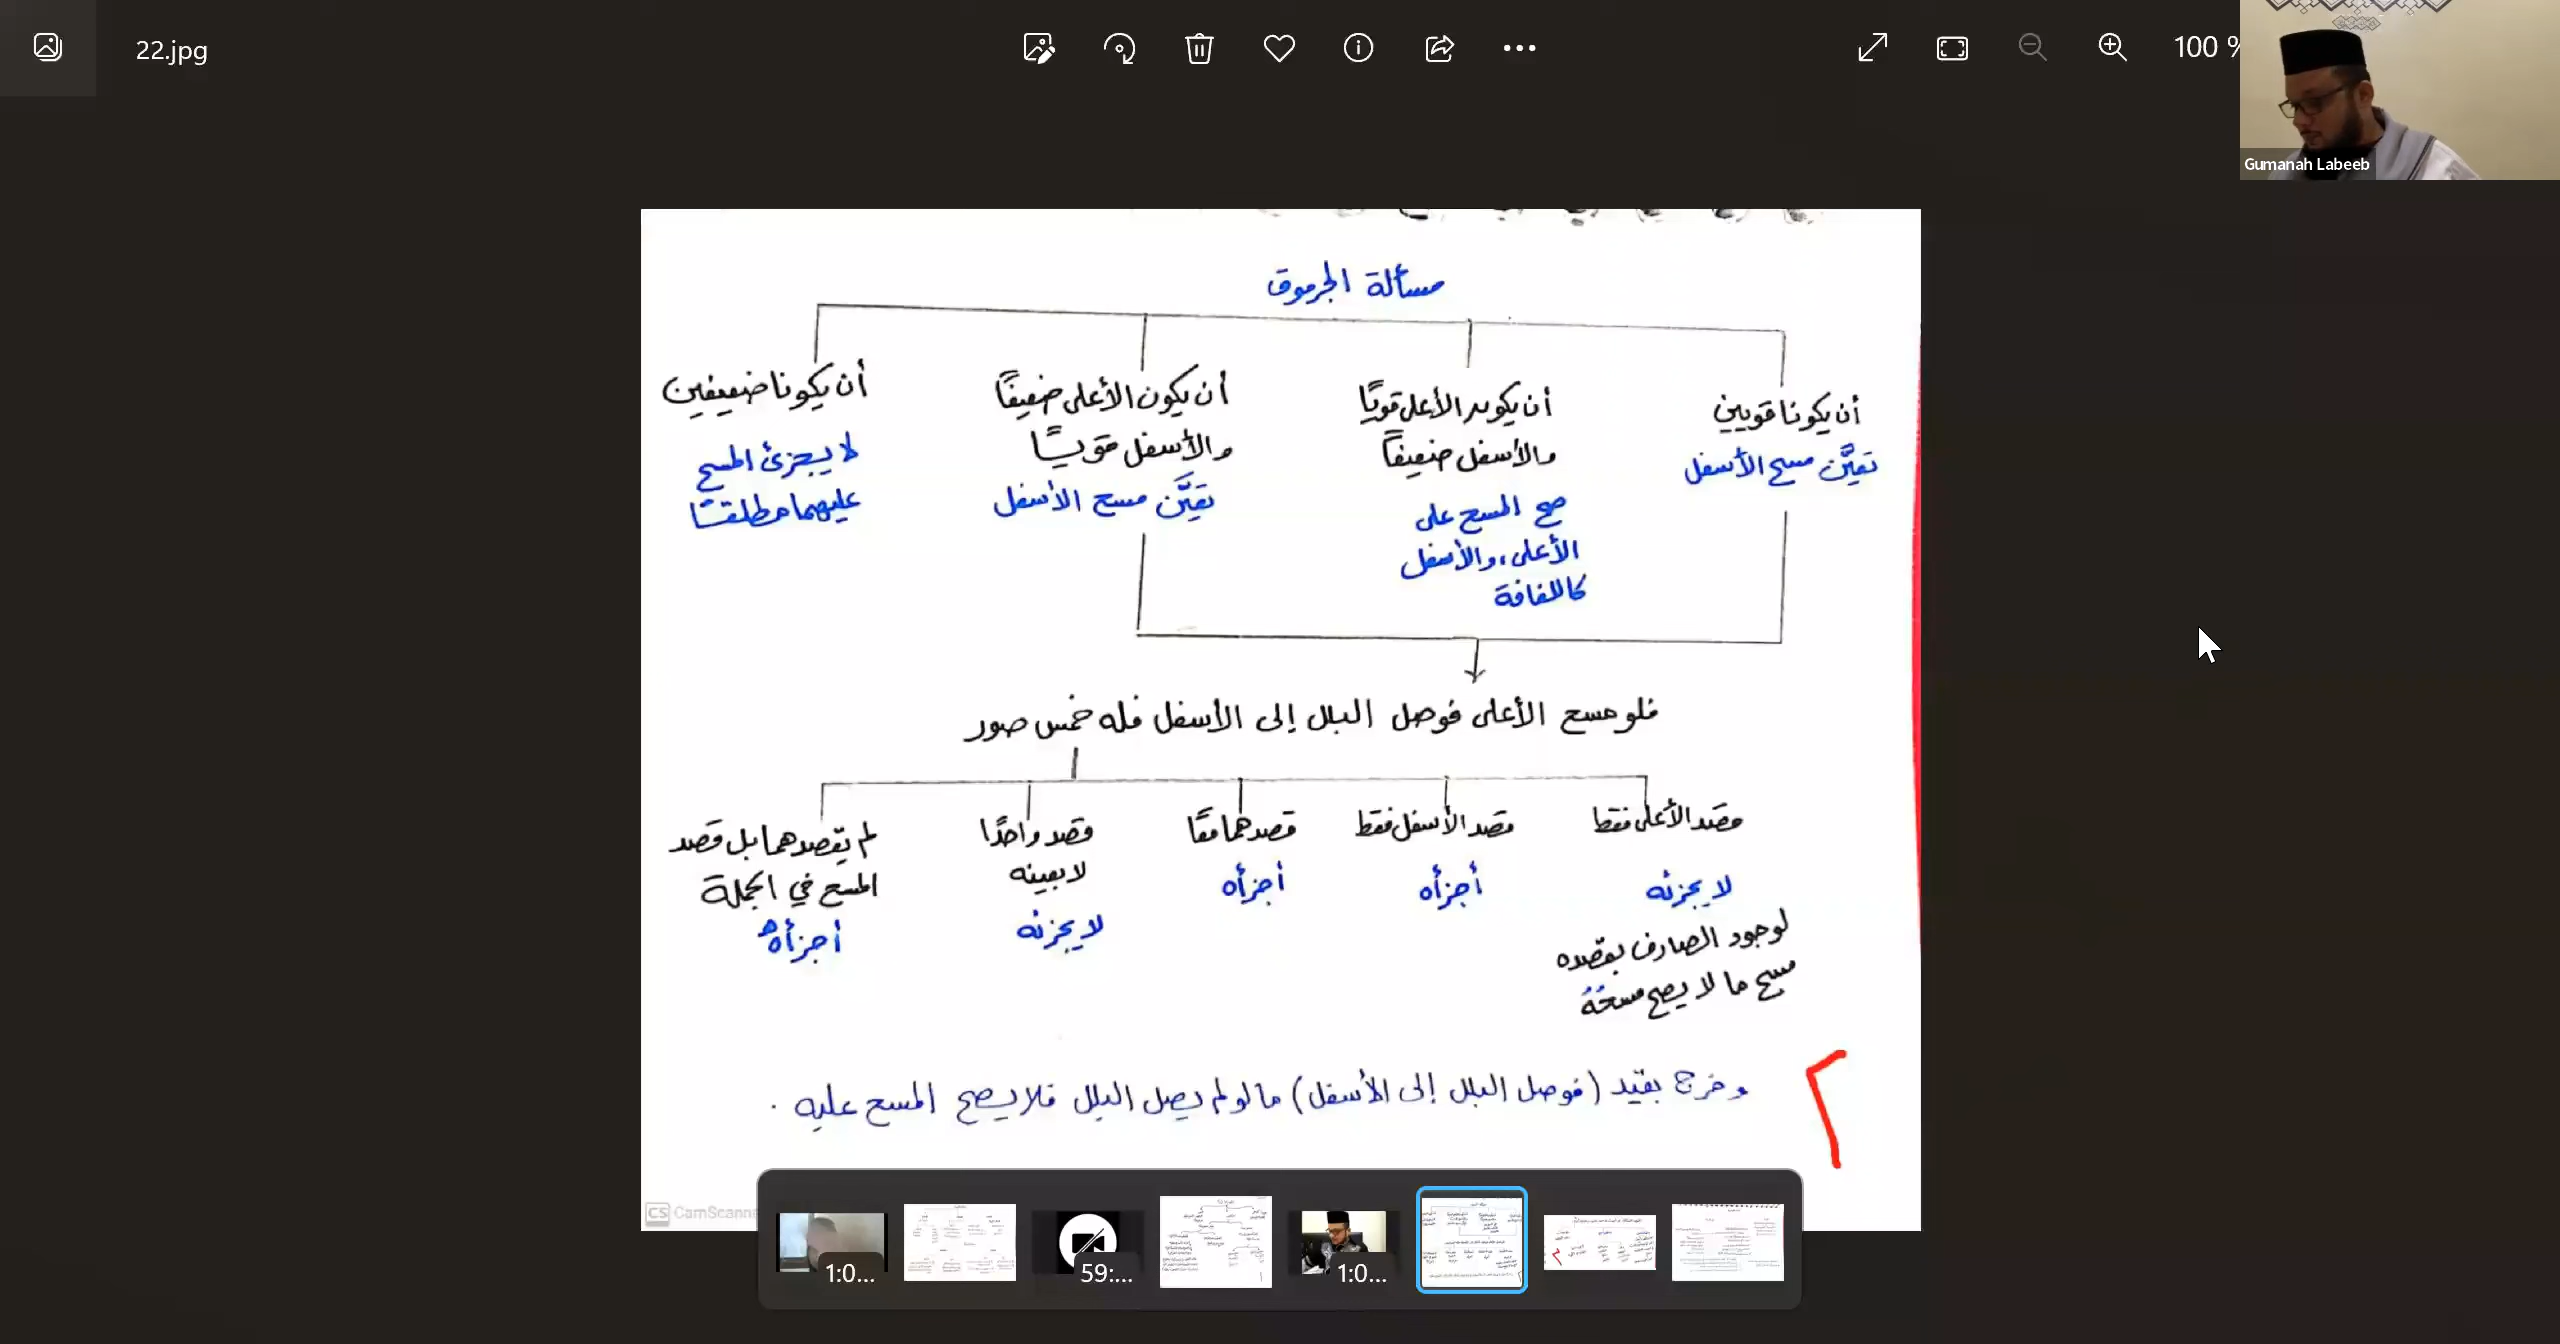 22.jpg
100 %
Gumanah Labeeb
مسألة الجرموق
أن يكونا قويين
تعيَّن مسح الأسفل
أن يكون الأعلى قويًا
والأسفل ضعيفًا
صح المسح على
الأعلى، والأسفل
كاللفافة
أن يكون الأعلى ضعيفًا
والأسفل قويًا
تعيَّن مسح الأسفل
أن يكونا ضعيفين
لا يجزئ المسح
عليهما مطلقًا
فلو مسح الأعلى فوصل البلل إلى الأسفل فله خمس صور
قصد الأعلى فقط
لا يجزئه
لوجود الصارف بقصده
مسح ما لا يصح مسحُهُ
قصد الأسفل فقط
أجزأه
قصدهما معًا
أجزأه
قصد واحدًا
لا بعينه
لا يجزئه
لم يقصدهما بل قصد
المسح في الجملة
أجزأه
وخرج بقيد (فوصل البلل إلى الأسفل) ما لو لم يصل البلل فلا يصح المسح عليه .
٢
CS CamScann
1:0...
59:...
1:0...